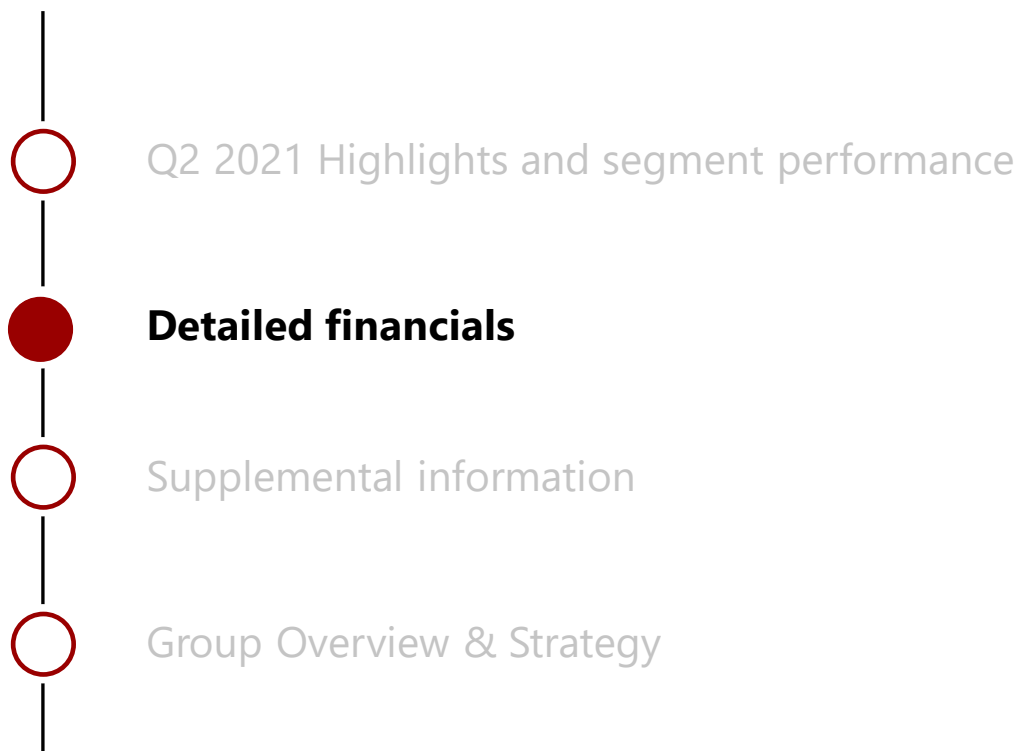 Q2 2021 Highlights and segment performance
Detailed financials
Supplemental information
Group Overview & Strategy